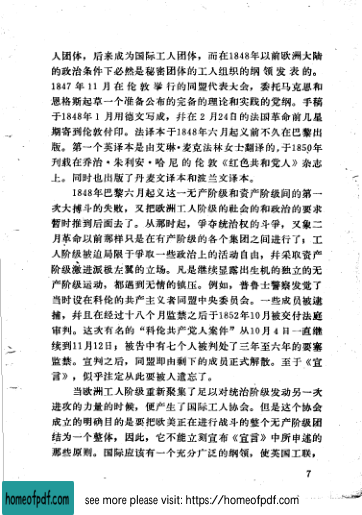 人团体，后来成为国际工人团体，而在1848年以前欧洲大陆
的政治条件下必然是秘密团体的工人组织的纲领发表的。
1847年11月在伦敦举行的同盟代表大会，委托马克思和
恩格斯起草一个准备公布的完备的理论和实践的党纲。手稿
于1848年1月用德文写成，并在2月24日的法国革命前几星
期寄到伦敦付印。法译本于1848年六月起义前不久在巴黎出
版。第一个英译本是由艾琳·麦克法林女士翻译的，于1850年
刊载在乔治·朱利安·哈尼的伦敦《红色共和党人》杂志
上。同时也出版了丹麦文译本和波兰文译本。
1848年巴黎六月起义这一无产阶级和资产阶级间的第一
次大搏斗的失败，又把欧洲工人阶级的社会的和政治的要求
暂时推到后面去了。从那时起，争夺统治权的斗争，又象二
月革命以前那样只是在有产阶级的各个集团之间进行了；工
人阶级被迫局限于争取一些政治上的活动自由，并采取资产
阶级激进派极左翼的立场。凡是继续显露出生机的独立的无
产阶级运动，都遇到无情的镇压。例如，普鲁士警察发觉了
当时设在科伦的共产主义者同盟中央委员会。一些成员被逮
捕，并且在经过十八个月监禁之后于1852年10月被交付法庭
审判。这次有名的“科伦共产党人案件”从10月4日一直继
续到11月12日；被告中有七个人被判处了三年至六年的要塞
监禁。宣判之后，同盟即由剩下的成员正式解散。至于《宣
言》，似乎注定从此要被人遗忘了。
当欧洲工人阶级重新聚集了足以对统治阶级发动另一次
进攻的力量的时候，便产生了国际工人协会。但是这个协会
成立的明确目的是要把欧美正在进行战斗的整个无产阶级团
结为一个整体，因此，它不能立刻宣布《宣言》中所申述的
那些原则。国际应该有一个充分广泛的纲领，使英国工联，
7
homeofpdf.com
see more please visit: https://homeofpdf.com